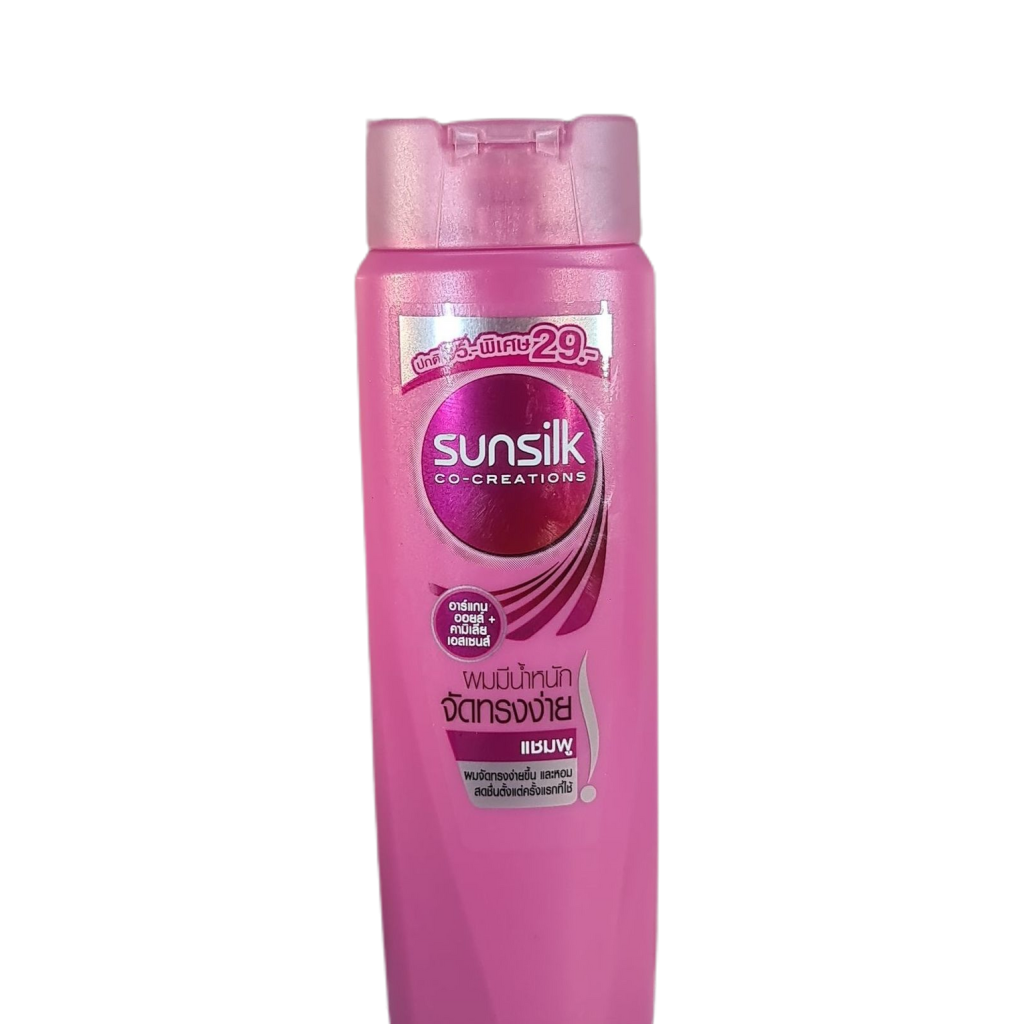 ปกติ 35.-พิเศษ 29.-
sunsilk
CO-CREATIONS
อาร์แกน
ออยล์ +
คามิเลีย
เอสเซนส์
ผมมีน้ำหนัก
จัดทรงง่าย
แชมพู
ผมจัดทรงง่ายขึ้น และหอม
สดชื่นตั้งแต่ครั้งแรกที่ใช้